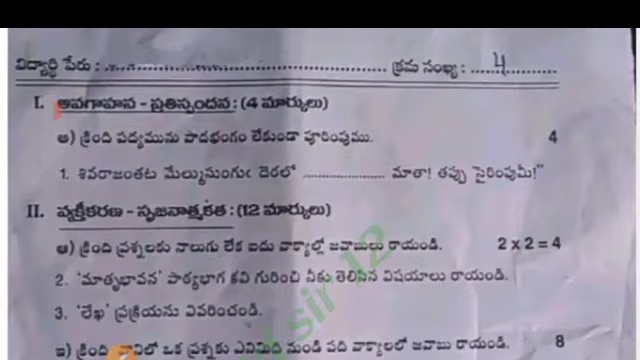 విద్యార్థి పేరు : .................................................... క్రమ సంఖ్య : ....4............
I. అవగాహన - ప్రతిస్పందన : (4 మార్కులు)
అ) క్రింది పద్యమును పాదభంగం లేకుండా పూరింపుము. 4
1. శివరాజంతట మేల్ముసుంగుఁ దెరలో ..................... మాతా! తప్పు సైరింపుమీ!"
II. వ్యక్తీకరణ - సృజనాత్మకత : (12 మార్కులు)
అ) క్రింది ప్రశ్నలకు నాలుగు లేక ఐదు వాక్యాల్లో జవాబులు రాయండి. 2 x 2 = 4
2. 'మాతృభావన' పాఠ్యభాగ కవి గురించి నీకు తెలిసిన విషయాలు రాయండి.
3. 'లేఖ' ప్రక్రియను వివరించండి.
ఇ) క్రింది వానిలో ఒక ప్రశ్నకు ఎనిమిది నుండి పది వాక్యాలలో జవాబు రాయండి. 8
sir 12